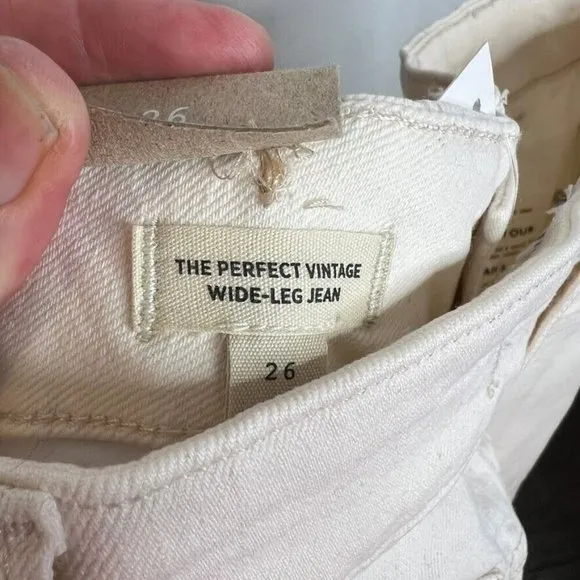 26
THE PERFECT VINTAGE
WIDE-LEG JEAN
26